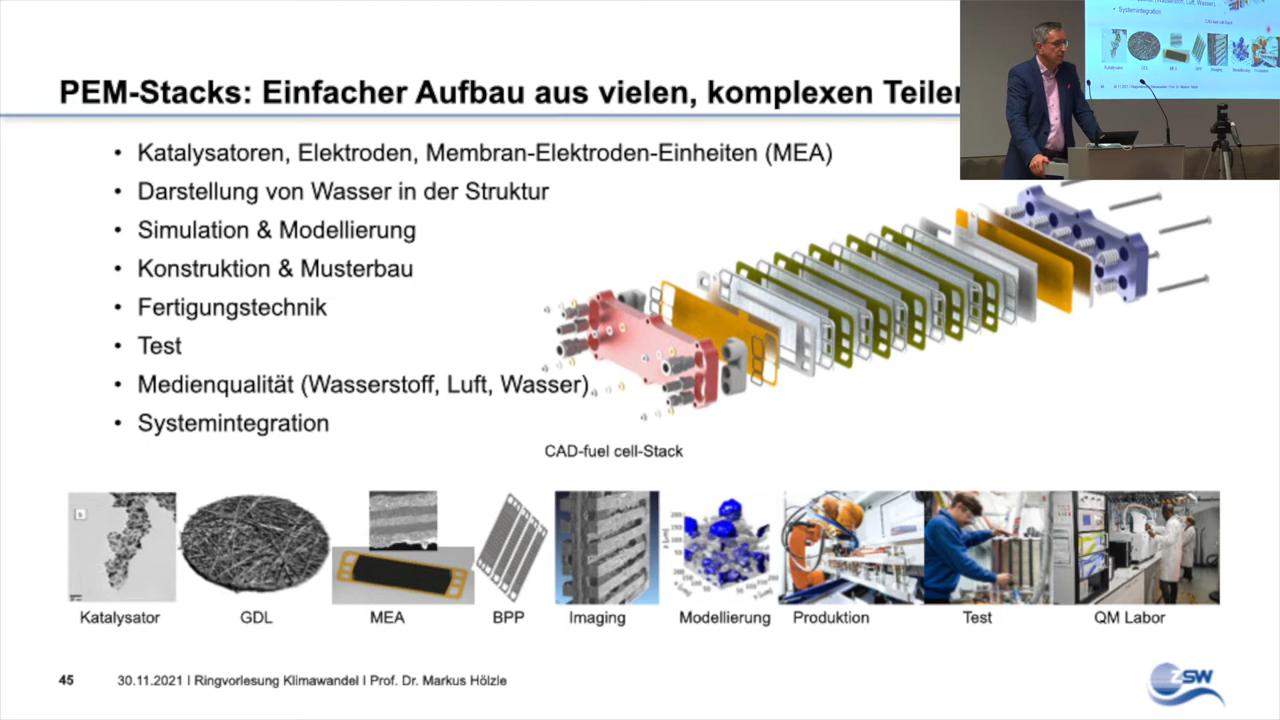 PEM-Stacks: Einfacher Aufbau aus vielen, komplexen Teilen
• Katalysatoren, Elektroden, Membran-Elektroden-Einheiten (MEA)
• Darstellung von Wasser in der Struktur
• Simulation & Modellierung
• Konstruktion & Musterbau
• Fertigungstechnik
• Test
• Medienqualität (Wasserstoff, Luft, Wasser)
• Systemintegration
CAD-fuel cell-Stack
Katalysator
GDL
MEA
BPP
Imaging
Modellierung
Produktion
Test
QM Labor
45
30.11.2021 I Ringvorlesung Klimawandel I Prof. Dr. Markus Hölzle
ZSW